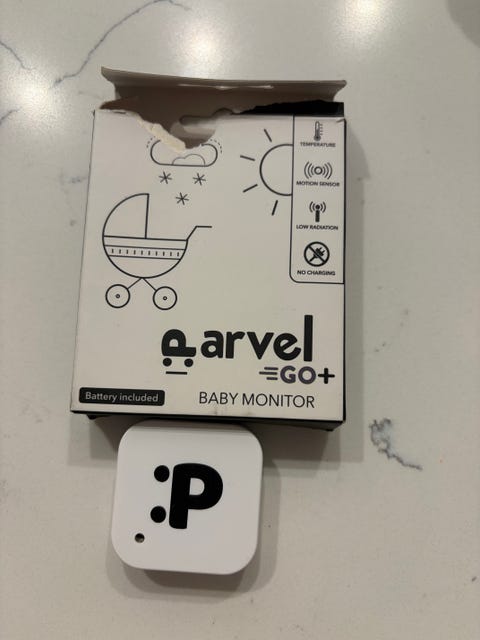 TEMPERATURE
MOTION SENSOR
LOW RADIATION
NO CHARGING
Parvel
GO+
Battery included
BABY MONITOR
:P